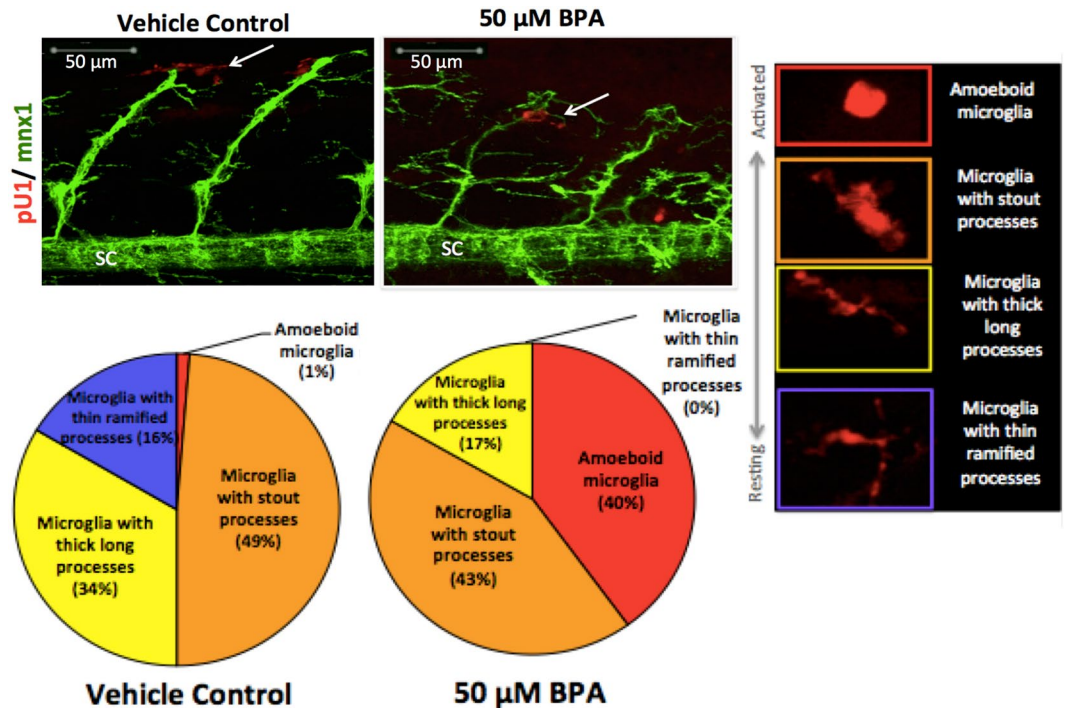 Vehicle Control
50 µM BPA
50 µm
50 µm
pU1/ mnx1
SC
SC
Activated
Resting
Amoeboid
microglia
Microglia
with stout
processes
Microglia
with thick
long
processes
Microglia
with thin
ramified
processes
Amoeboid
microglia
(1%)
Microglia with
thin ramified
processes (16%)
Microglia
with stout
processes
(49%)
Microglia with
thick long
processes
(34%)
Vehicle Control
Microglia
with thin
ramified
processes
(0%)
Microglia
with thick long
processes
(17%)
Amoeboid
microglia
(40%)
Microglia
with stout
processes
(43%)
50 µM BPA